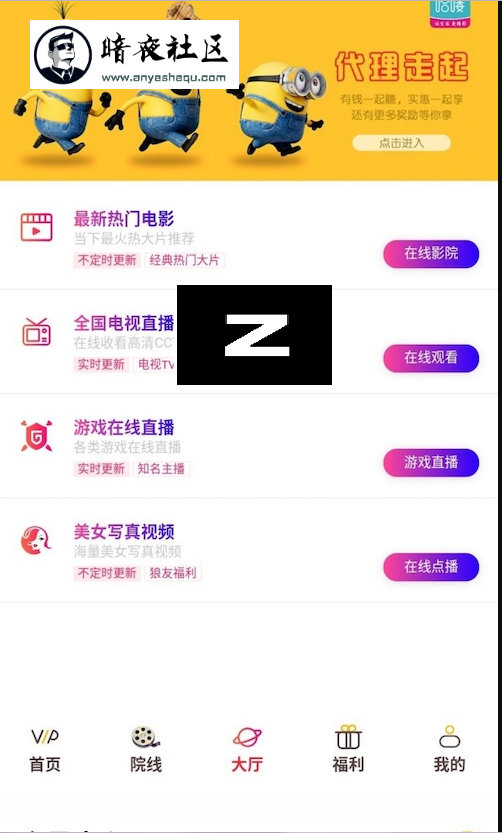 哈喽
暗夜社区
www.anyeshequ.com
代理走起
有钱一起赚，实惠一起享
还有更多奖励等你拿
点击进入
最新热门电影
当下最火热大片推荐
不定时更新 经典热门大片
在线影院
Z
全国电视直播
在线收看高清CC
实时更新 电视TV
在线观看
游戏在线直播
各类游戏在线直播
实时更新 知名主播
游戏直播
美女写真视频
海量美女写真视频
不定时更新 狼友福利
在线点播
VIP
首页 院线 大厅 福利 我的